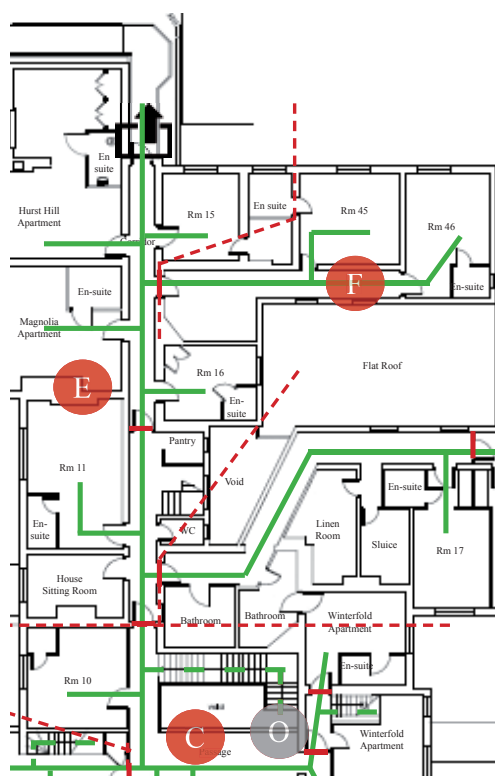 En
suite
Hurst Hill
Apartment
Rm 15
En suite
Rm 45
Rm 46
En-suite
F
En-suite
Magnolia
Apartment
Flat Roof
E
Rm 16
En-
suite
Pantry
Rm 11
Void
En-suite
Linen
Room
En-
suite
WC
Sluice
Rm 17
House
Sitting Room
Bathroom
Bathroom
Winterfold
Apartment
En-suite
Rm 10
C
O
Winterfold
Apartment